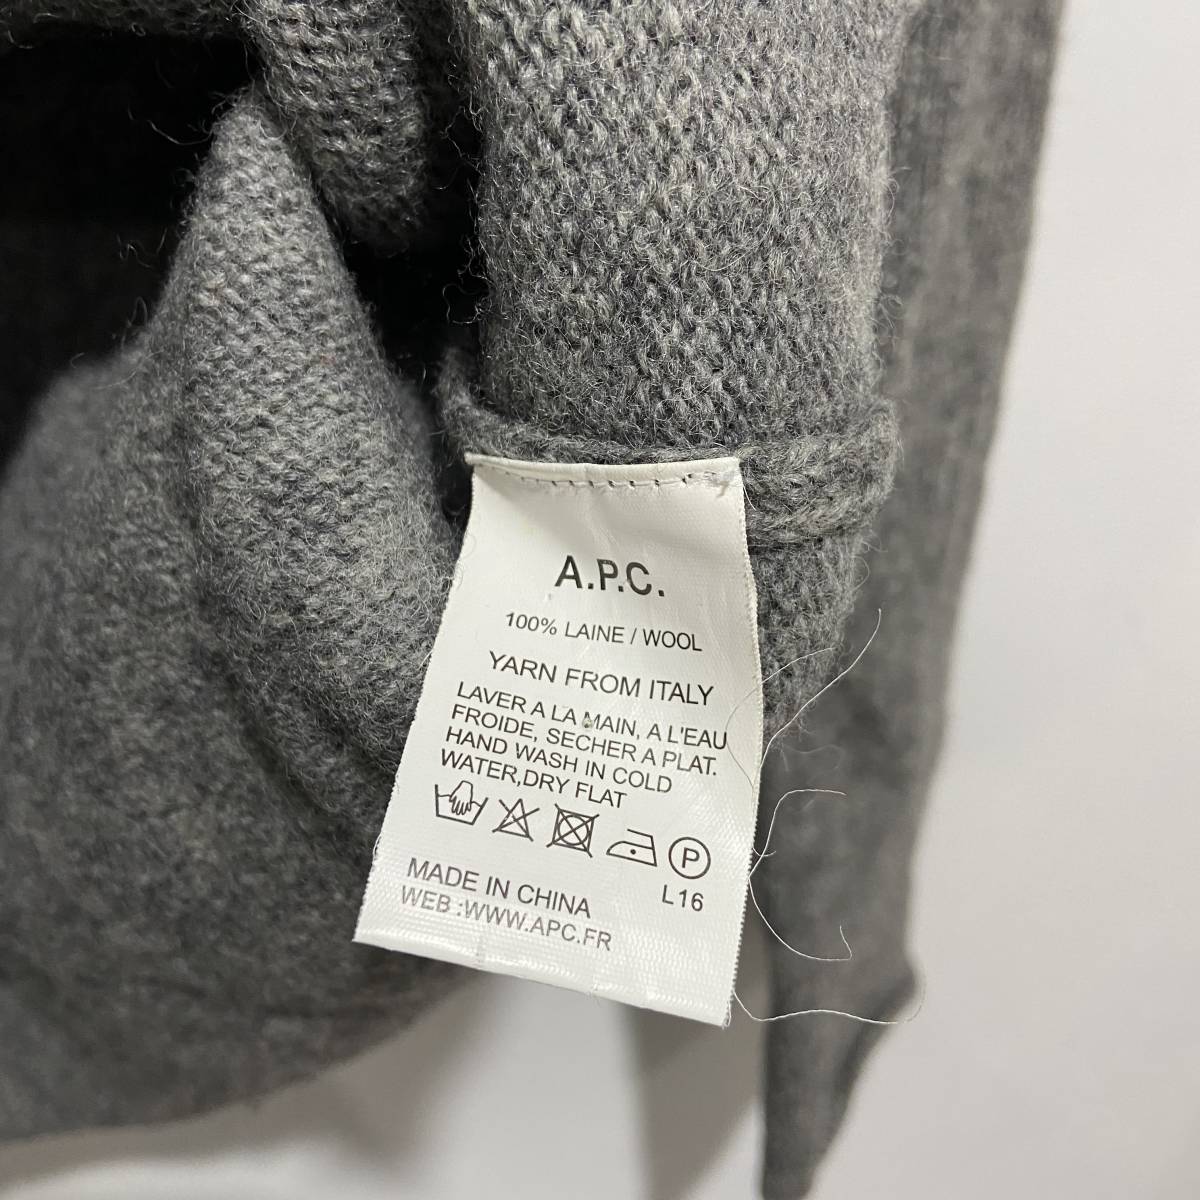 A.P.C.
100% LAINE / WOOL
YARN FROM ITALY
LAVER A LA MAIN, A L'EAU
FROIDE, SECHER A PLAT.
HAND WASH IN COLD
WATER,DRY FLAT
P
L16
MADE IN CHINA
WEB :WWW.APC.FR